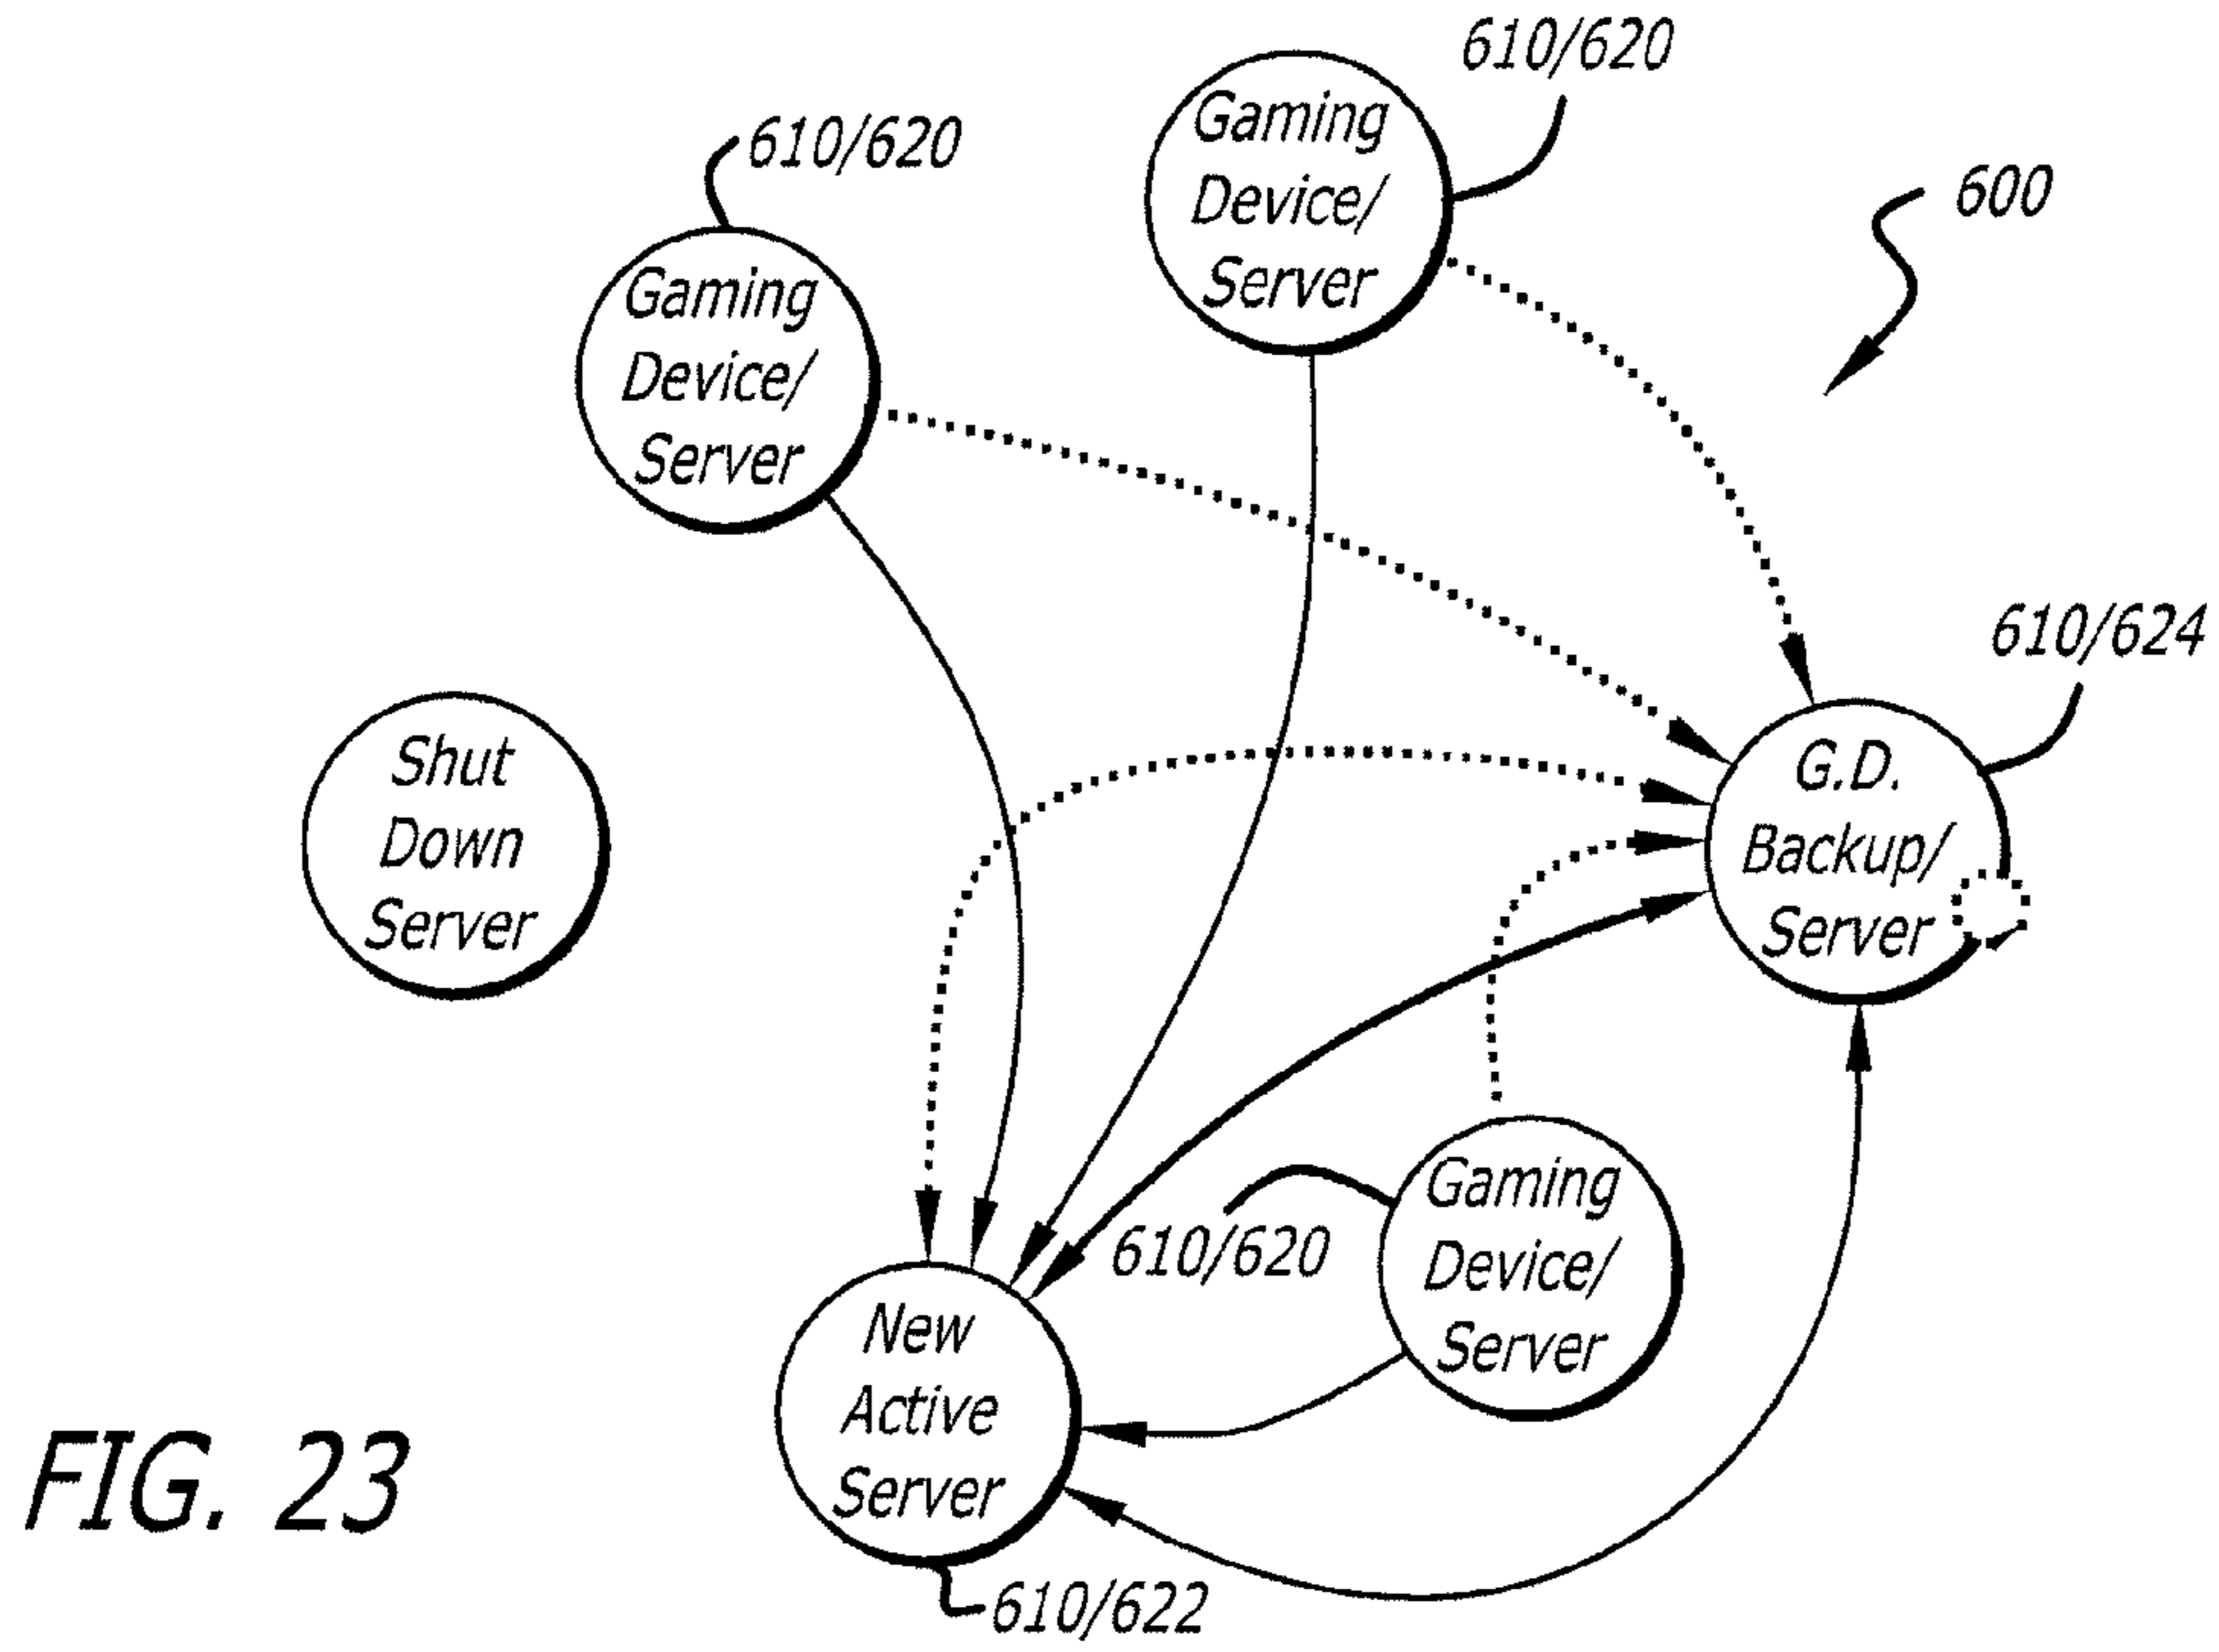 610/620
Gaming
Device/
Server
610/620
Gaming
Device/
Server
600
610/624
Shut
Down
Server
G.D.
Backup/
Server
610/620
Gaming
Device/
Server
New
Active
Server
610/622
FIG. 23